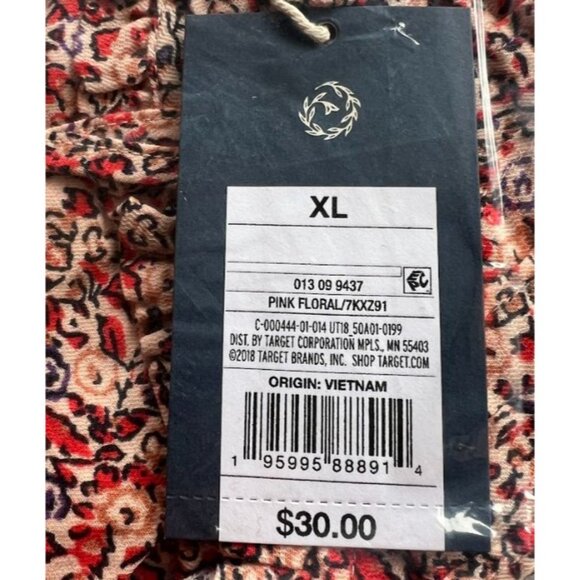 XL
013 09 9437
PINK FLORAL/7KXZ91
C-000444-01-014 UT18_50A01-0199
DIST. BY TARGET CORPORATION MPLS., MN 55403
©2018 TARGET BRANDS, INC. SHOP TARGET.COM
ORIGIN: VIETNAM
1 95995 88891 4
$30.00